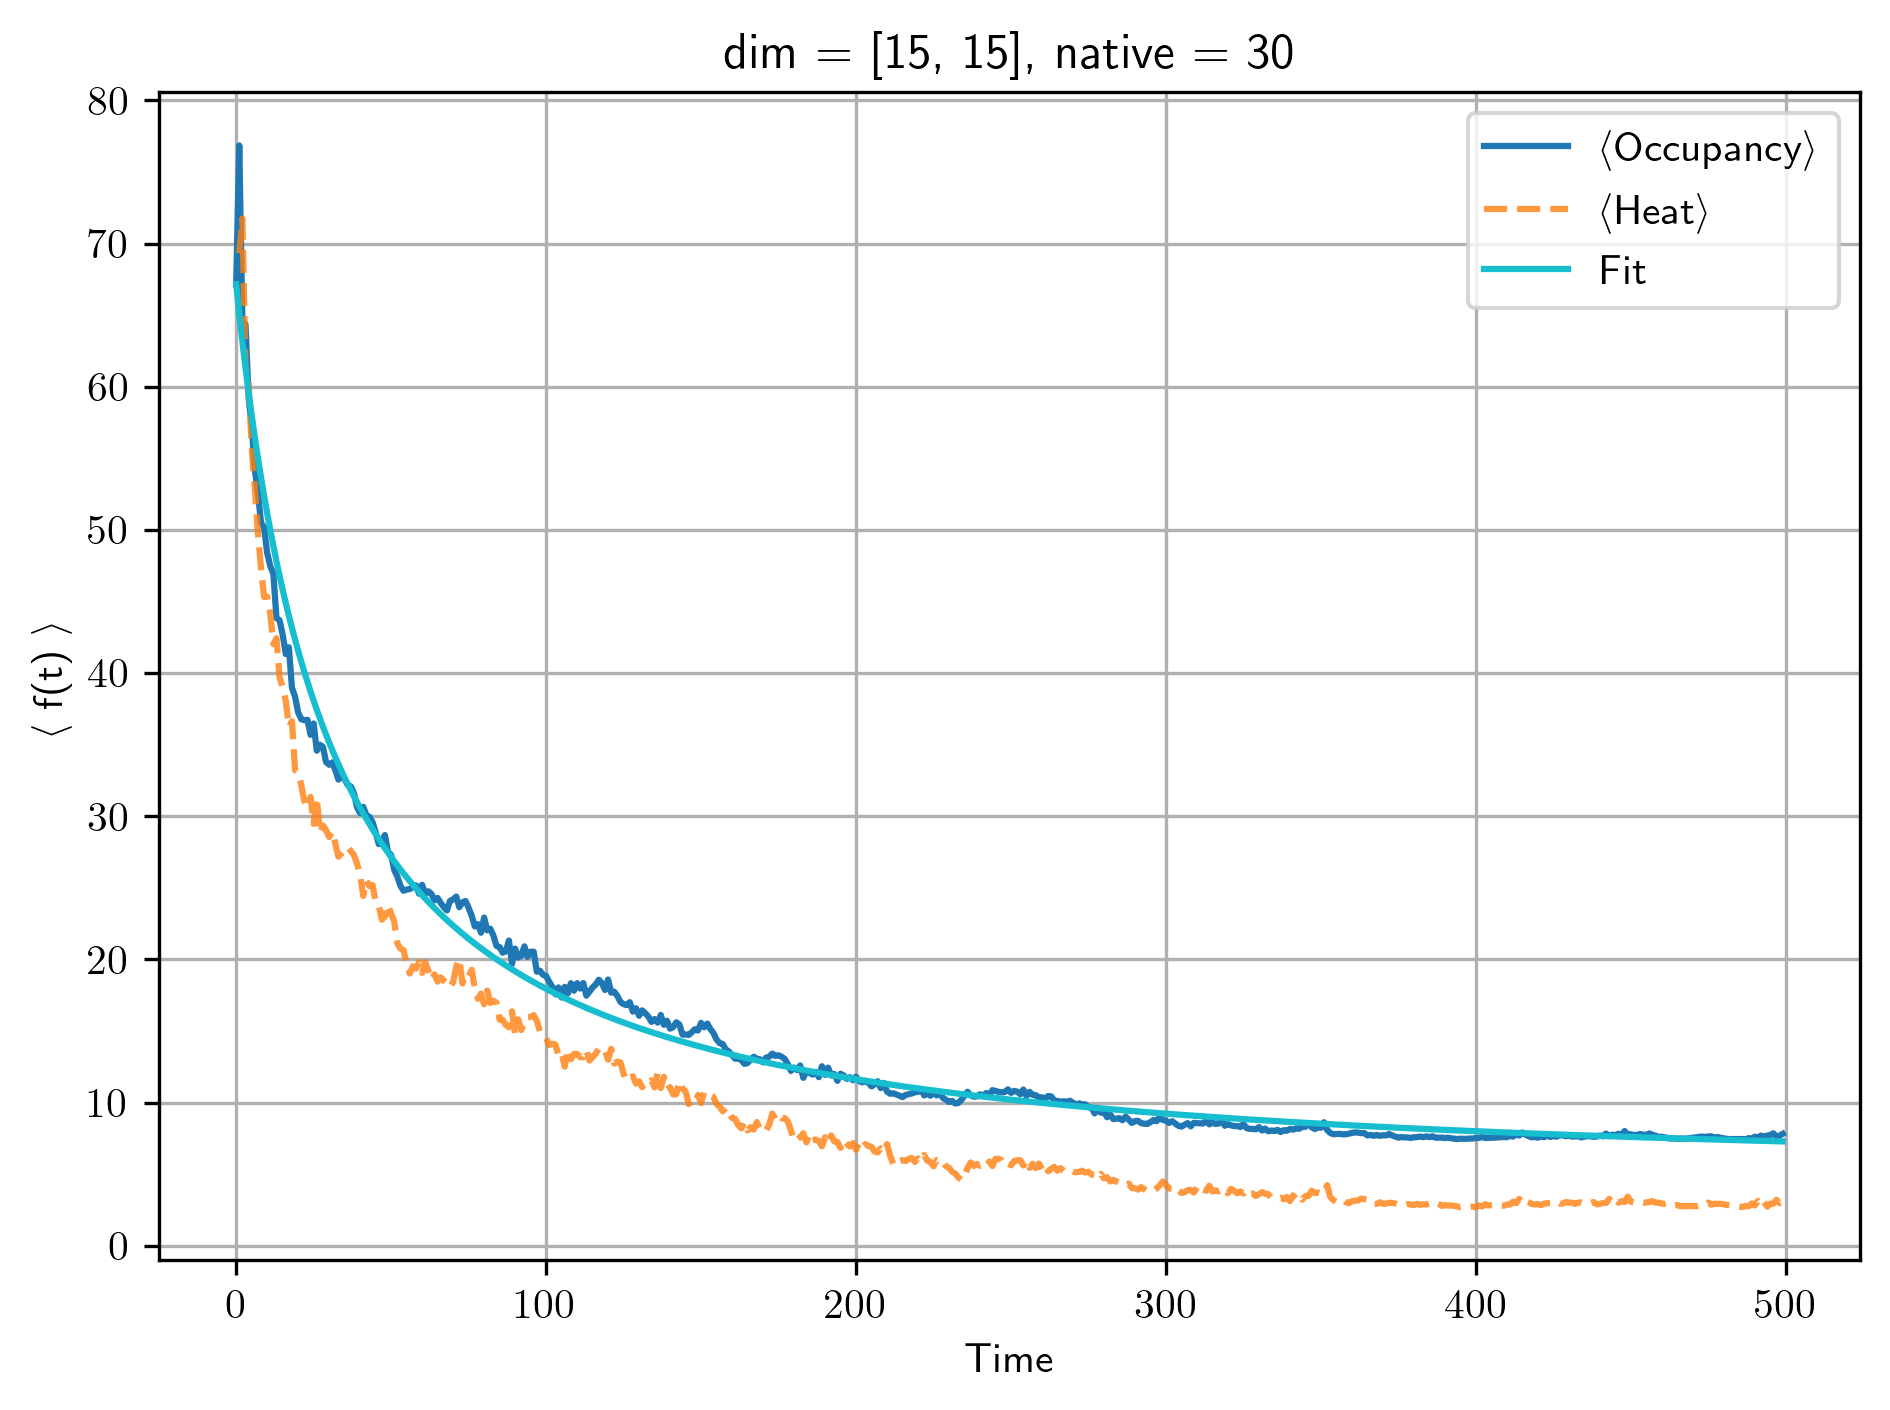 dim = [15, 15], native = 30
⟨Occupancy⟩
⟨Heat⟩
Fit
⟨ f(t) ⟩
80
70
60
50
40
30
20
10
0
0 100 200 300 400 500
Time